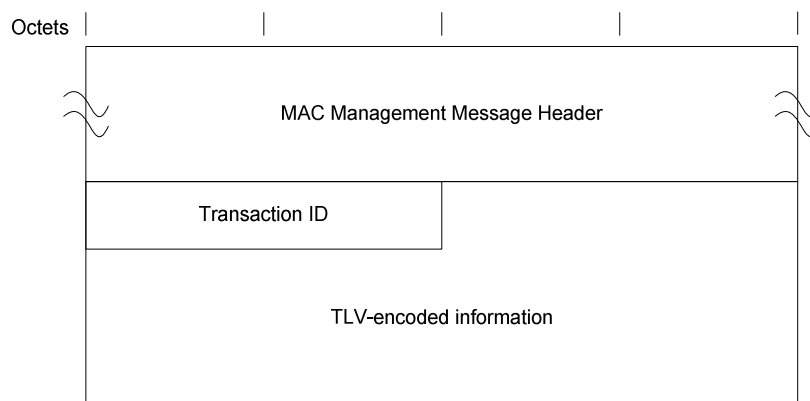 Octets
MAC Management Message Header
Transaction ID
TLV-encoded information